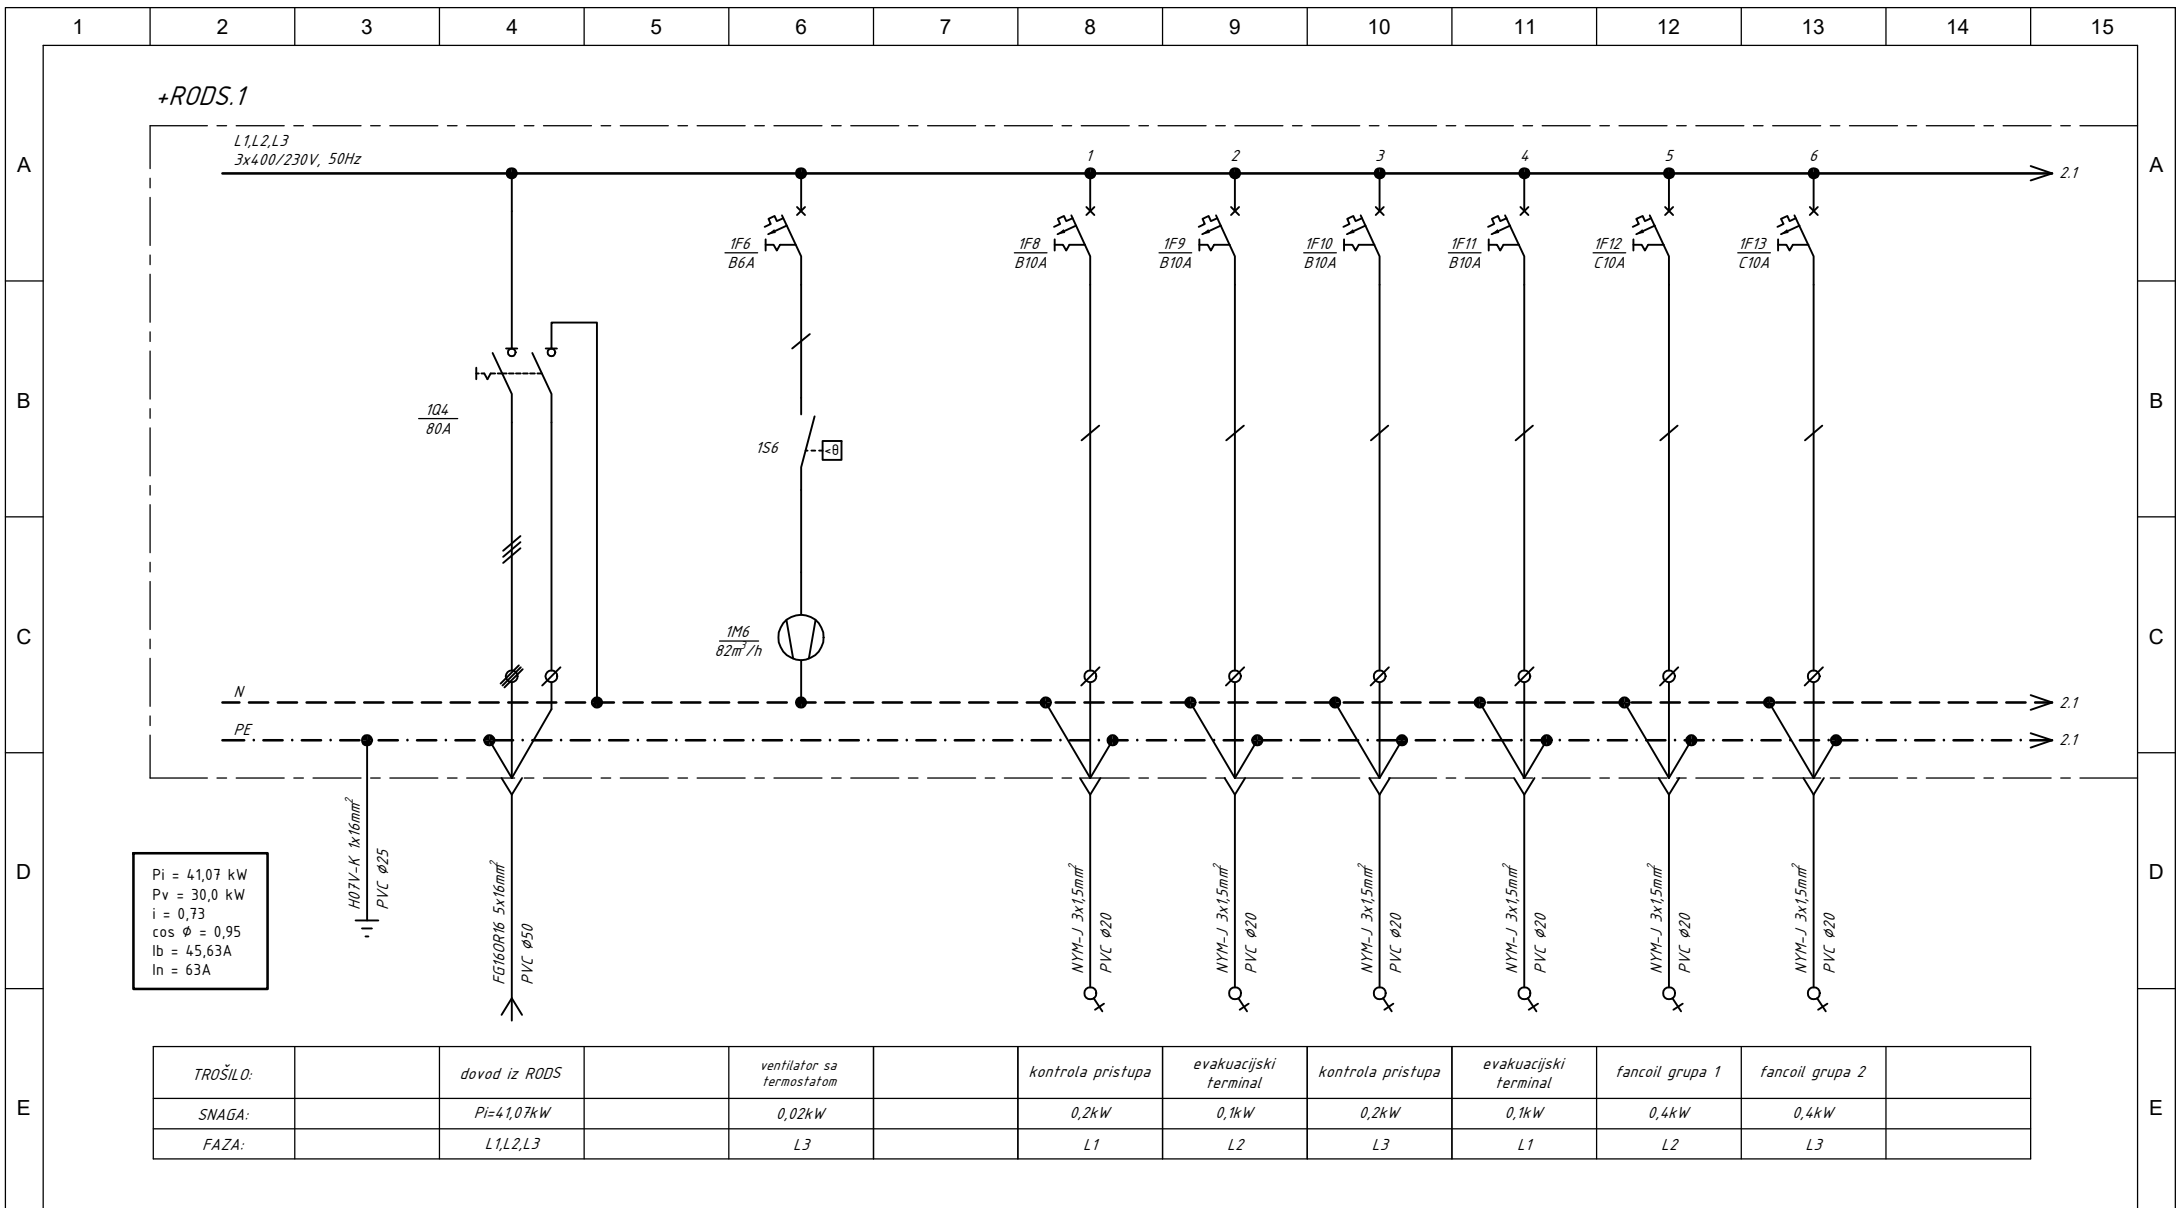 1 2 3 4 5 6 7 8 9 10 11 12 13 14 15
+RODS.1
A A
L1,L2,L3
3x400/230V, 50Hz
1 2 3 4 5 6
2.1
1F6
B6A
1F8
B10A
1F9
B10A
1F10
B10A
1F11
B10A
1F12
C10A
1F13
C10A
B B
1Q4
80A
1S6
<θ
C C
1M6
82m³/h
N
2.1
PE
2.1
D D
Pi = 41,07 kW
Pv = 30,0 kW
i = 0,73
cos ϕ = 0,95
Ib = 45,63A
In = 63A
H07V-K 1x16mm²
PVC ø25
FG16OR16 5x16mm²
PVC ø50
NYM-J 3x1,5mm²
PVC ø20
NYM-J 3x1,5mm²
PVC ø20
NYM-J 3x1,5mm²
PVC ø20
NYM-J 3x1,5mm²
PVC ø20
NYM-J 3x1,5mm²
PVC ø20
NYM-J 3x1,5mm²
PVC ø20
E E
TROŠILO: dovod iz RODS ventilator sa termostatom kontrola pristupa evakuacijski terminal kontrola pristupa evakuacijski terminal fancoil grupa 1 fancoil grupa 2
SNAGA: Pi=41,07kW 0,02kW 0,2kW 0,1kW 0,2kW 0,1kW 0,4kW 0,4kW
FAZA: L1,L2,L3 L3 L1 L2 L3 L1 L2 L3